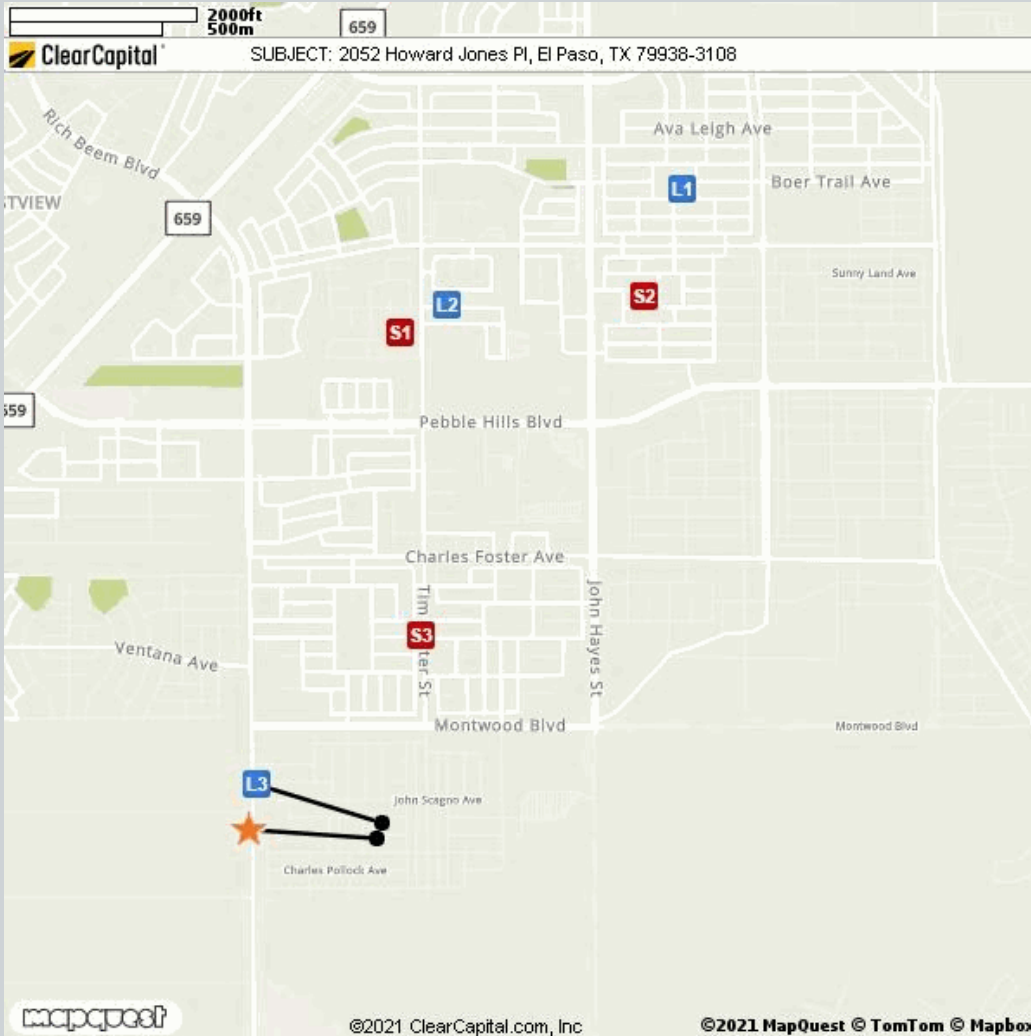 2000ft
500m
659
ClearCapital
SUBJECT: 2052 Howard Jones Pl, El Paso, TX 79938-3108
Rich Beem Blvd
Ava Leigh Ave
L1
Boer Trail Ave
STVIEW
659
Sunny Land Ave
S2
L2
S1
559
Pebble Hills Blvd
Charles Foster Ave
Tim
ter St
John Hayes St
S3
Ventana Ave
Montwood Blvd
Montwood Blvd
L3
John Scagno Ave
Charles Pollock Ave
mapquest
©2021 ClearCapital.com, Inc
©2021 MapQuest © TomTom © Mapbox